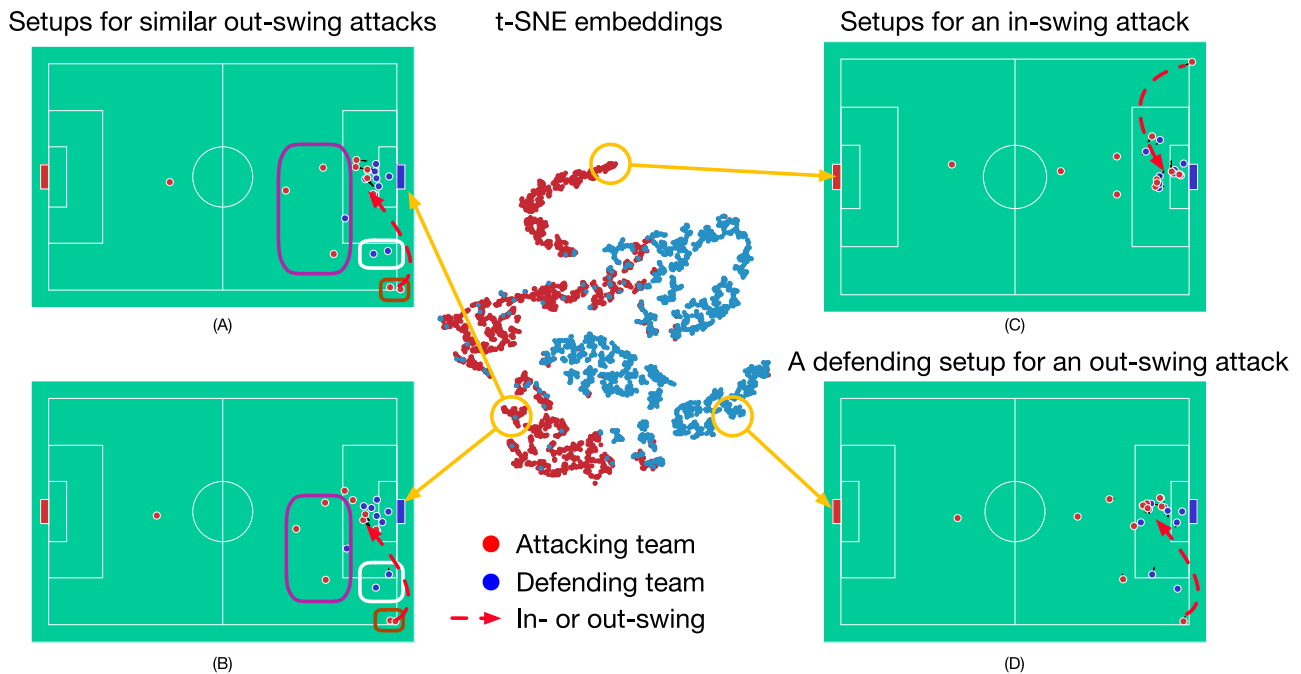 Setups for similar out-swing attacks
t-SNE embeddings
Setups for an in-swing attack
(A)
(C)
A defending setup for an out-swing attack
Attacking team
Defending team
In- or out-swing
(B)
(D)